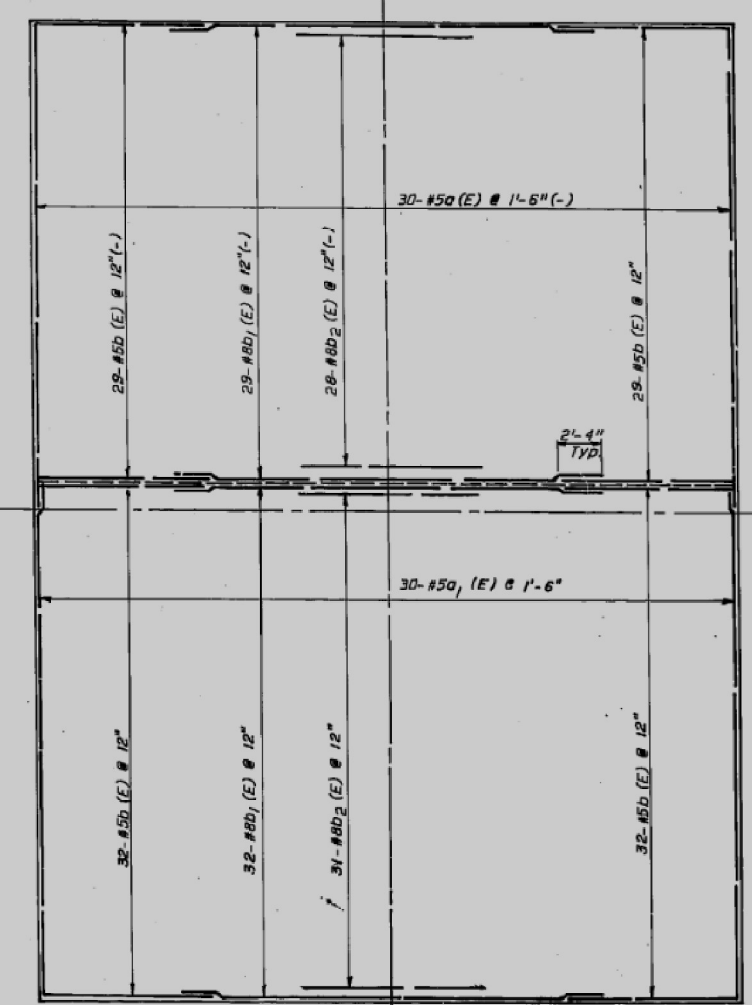 30-#5a (E) @ 1'-6"(-)
29-#5b (E) @ 12"(-)
29-#8b₁ (E) @ 12"(-)
28-#8b₂ (E) @ 12"(-)
29-#5b (E) @ 12"
2'-4"
Typ.
30-#5a₁ (E) @ 1'-6"
32-#5b (E) @ 12"
32-#8b₁ (E) @ 12"
31-#8b₂ (E) @ 12"
32-#5b (E) @ 12"